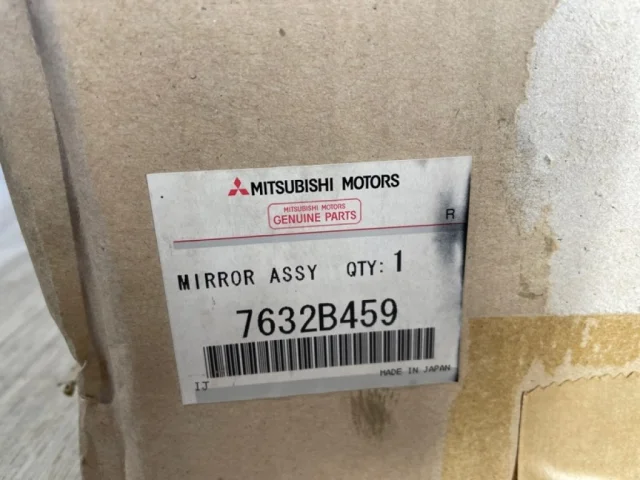 MITSUBISHI MOTORS
MITSUBISHI MOTORS
GENUINE PARTS
R
MIRROR ASSY QTY: 1
7632B459
MADE IN JAPAN
IJ